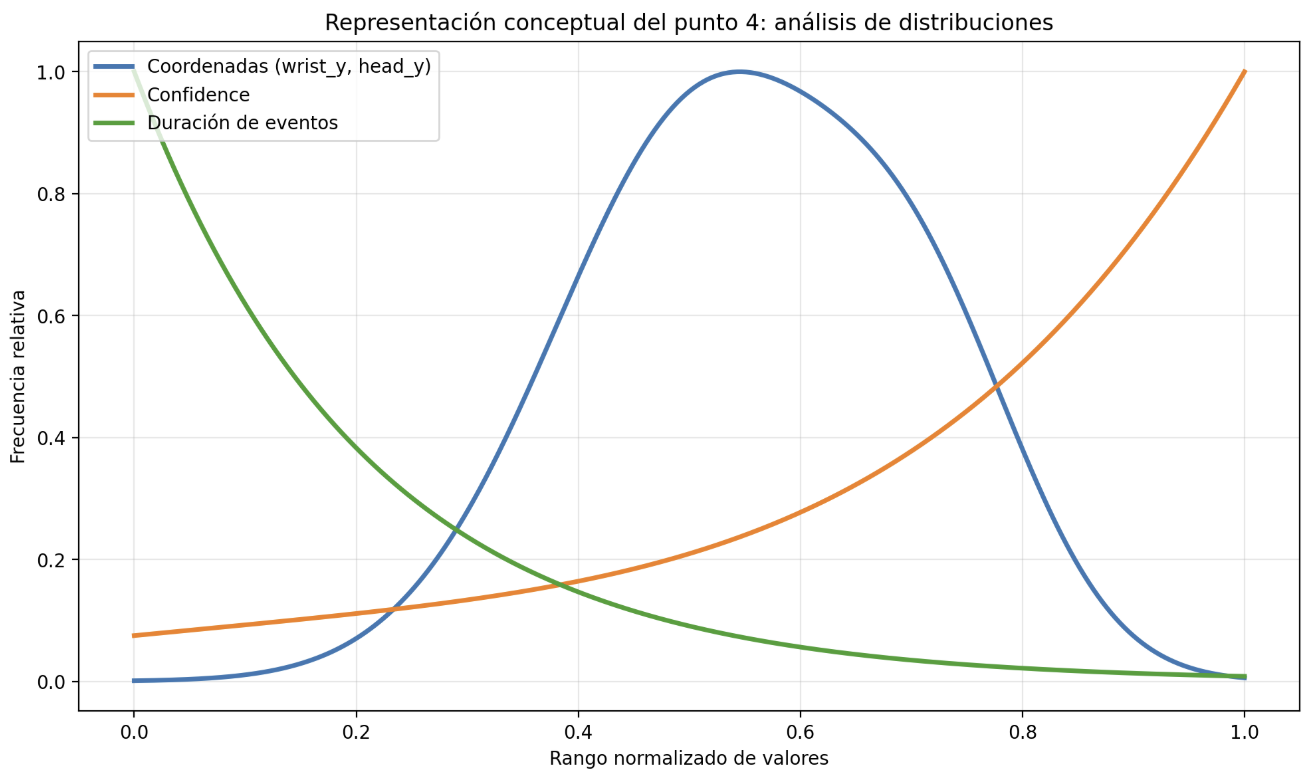 Representación conceptual del punto 4: análisis de distribuciones
Coordenadas (wrist_y, head_y)
Confidence
Duración de eventos
1.0
0.8
0.6
0.4
0.2
0.0
Frecuencia relativa
0.0 0.2 0.4 0.6 0.8 1.0
Rango normalizado de valores